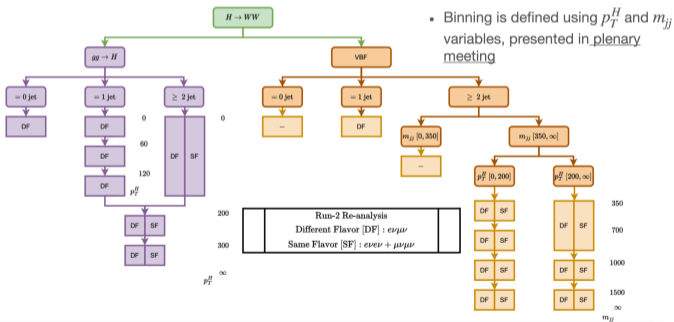 H → WW
• Binning is defined using p_T^H and m_jj
variables, presented in plenary
meeting
gg → H
VBF
= 0 jet
= 1 jet
≥ 2 jet
= 0 jet
= 1 jet
≥ 2 jet
DF
DF
DF SF
0
0
–
DF
m_jj [0, 350]
m_jj [350, ∞]
60
DF
–
120
DF
p_T^H
p_T^H [0, 200]
p_T^H [200, ∞]
200
DF SF
300
DF SF
∞
p_T^H
Run-2 Re-analysis
Different Flavor [DF] : eνμν
Same Flavor [SF] : eνeν + μνμν
DF SF
DF SF
350
DF SF
700
DF SF
DF SF
1000
DF SF
DF SF
1500
∞
m_jj